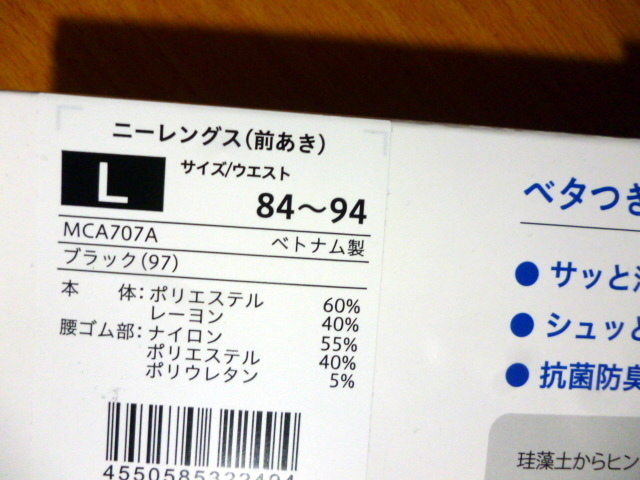 ニーレングス(前あき)
L サイズ/ウエスト
84～94
MCA707A ベトナム製
ブラック(97)
本 体:ポリエステル 60%
レーヨン 40%
腰ゴム部:ナイロン 55%
ポリエステル 40%
ポリウレタン 5%
ベタつき
●サッと
●シュッと
●抗菌防臭
珪藻土からヒン